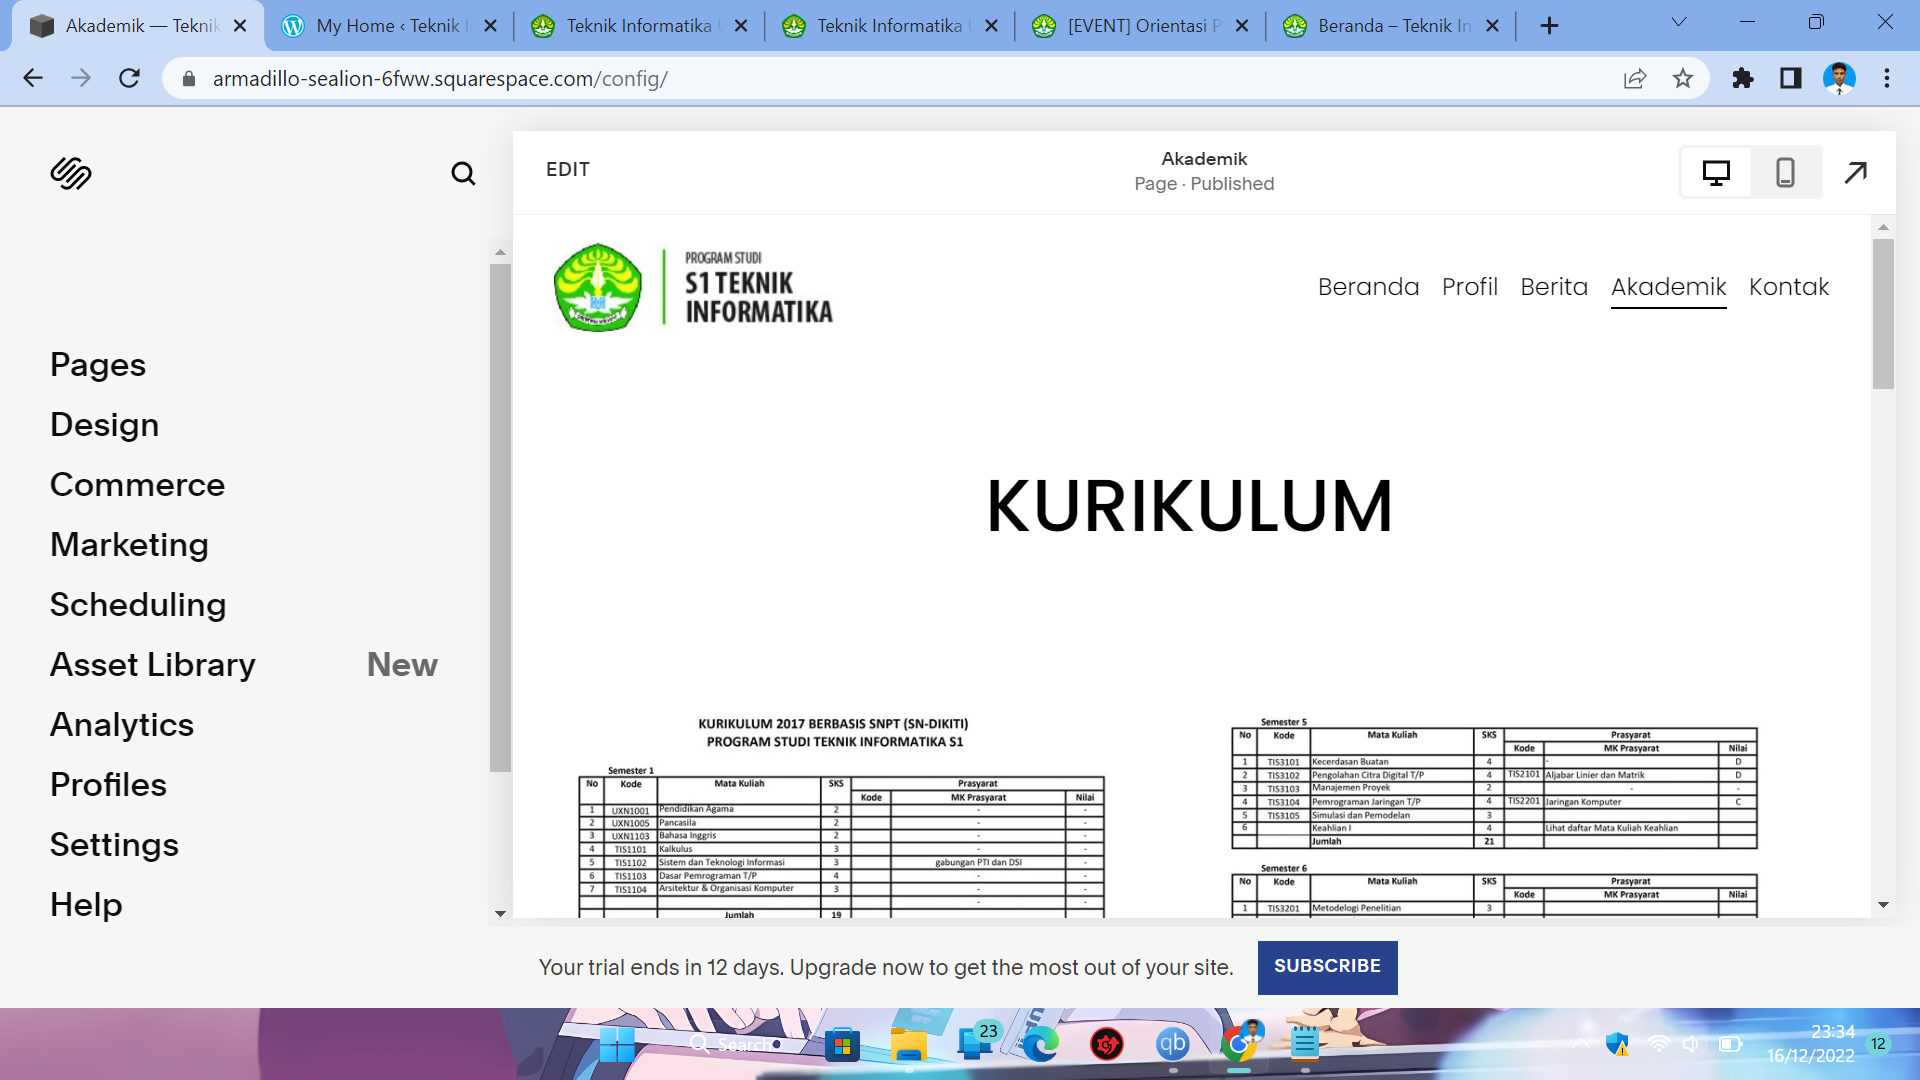 Akademik — Teknik
My Home ‹ Teknik I
Teknik Informatika U
Teknik Informatika U
[EVENT] Orientasi P
Beranda – Teknik In
armadillo-sealion-6fww.squarespace.com/config/
EDIT
Akademik
Page · Published
PROGRAM STUDI
S1 TEKNIK
INFORMATIKA
Beranda Profil Berita Akademik Kontak
Pages
Design
Commerce
Marketing
Scheduling
Asset Library New
Analytics
Profiles
Settings
Help
KURIKULUM
KURIKULUM 2017 BERBASIS SNPT (SN-DIKITI)
PROGRAM STUDI TEKNIK INFORMATIKA S1
Semester 1
No Kode Mata Kuliah SKS Prasyarat
Kode MK Prasyarat Nilai
1 UXN1001 Pendidikan Agama 2 - -
2 UXN1005 Pancasila 2 - -
3 UXN1103 Bahasa Inggris 2 - -
4 TIS1101 Kalkulus 3 - -
5 TIS1102 Sistem dan Teknologi Informasi 3 gabungan PTI dan DSI -
6 TIS1103 Dasar Pemrograman T/P 4 - -
7 TIS1104 Arsitektur & Organisasi Komputer 3 - -
- -
Jumlah 19
Semester 5
No Kode Mata Kuliah SKS Prasyarat
Kode MK Prasyarat Nilai
1 TIS3101 Kecerdasan Buatan 4 - D
2 TIS3102 Pengolahan Citra Digital T/P 4 TIS2101 Aljabar Linier dan Matrik D
3 TIS3103 Manajemen Proyek 2 - -
4 TIS3104 Pemrograman Jaringan T/P 4 TIS2201 Jaringan Komputer C
5 TIS3105 Simulasi dan Pemodelan 3
6 Keahlian I 4 Lihat daftar Mata Kuliah Keahlian
Jumlah 21
Semester 6
No Kode Mata Kuliah SKS Prasyarat
Kode MK Prasyarat Nilai
1 TIS3201 Metodelogi Penelitian 3
Your trial ends in 12 days. Upgrade now to get the most out of your site.
SUBSCRIBE
Search
23
qb
23:34
16/12/2022
12